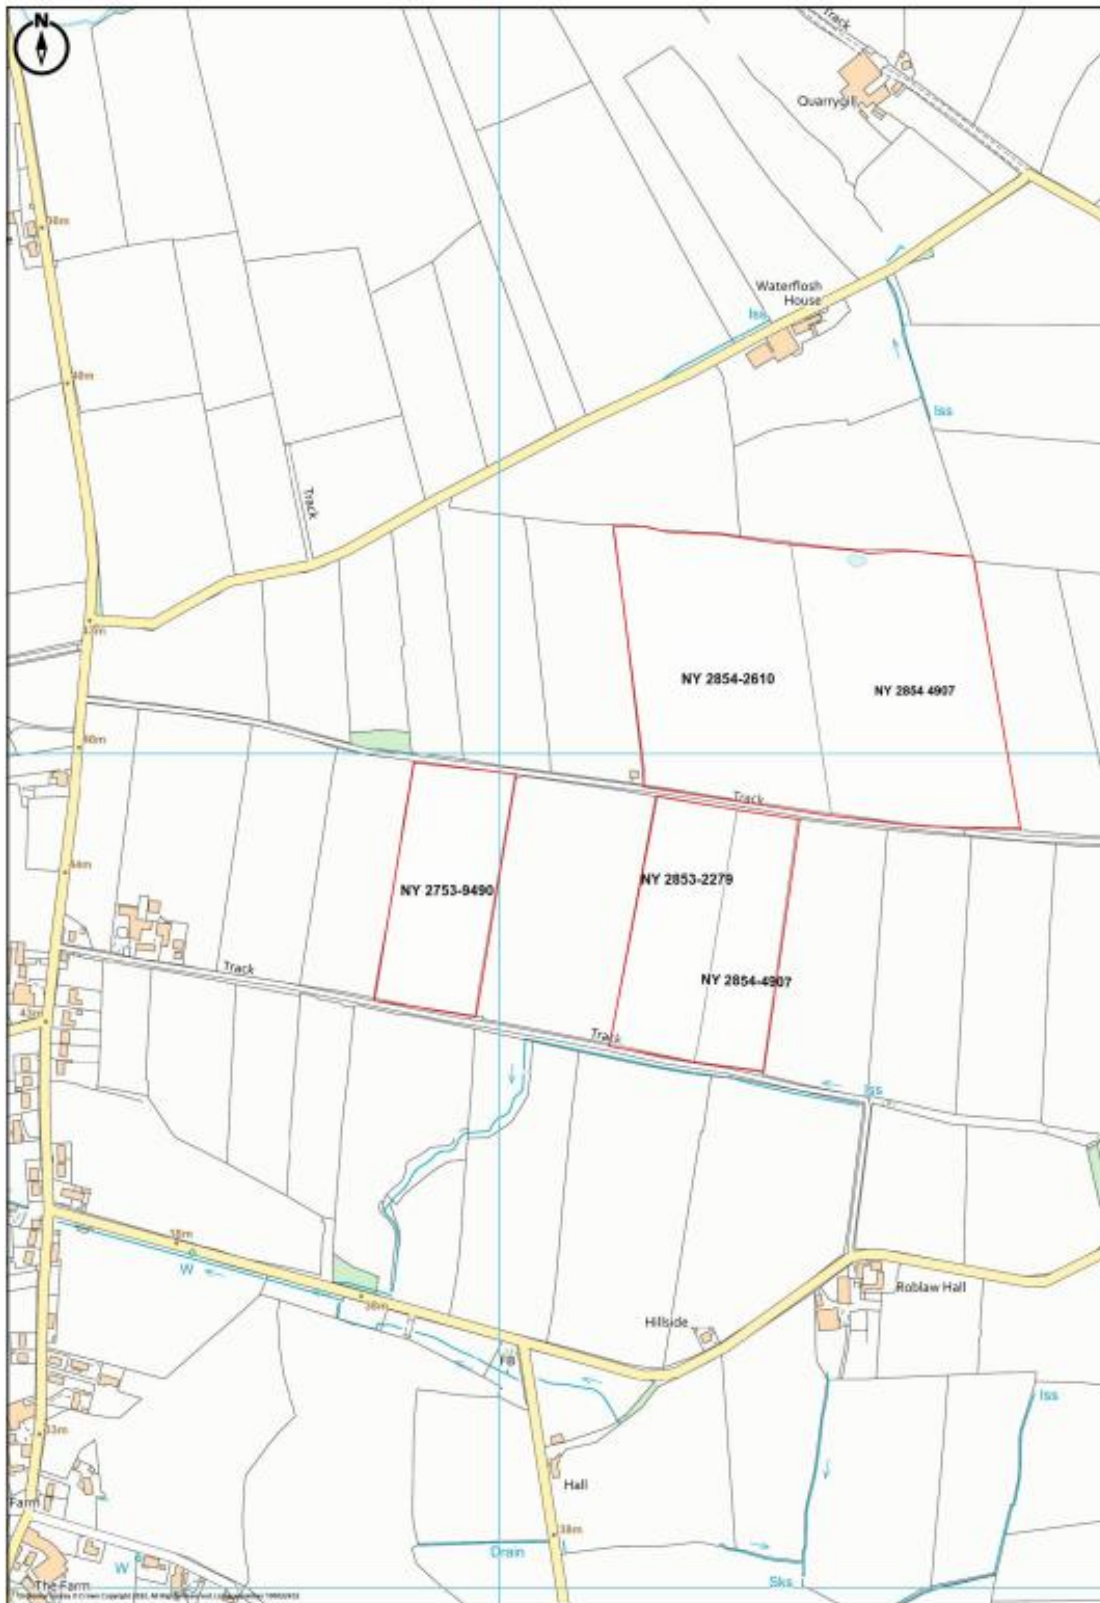 N
Track
Quarrygill
38m
Waterflosh
House
Iss
40m
Iss
Track
NY 2854-2610
NY 2854 4907
Track
NY 2753-9490
NY 2853-2279
Track
NY 2854-4907
43m
Track
Iss
38m
W
38m
Roblaw Hall
Hillside
FB
Iss
33m
Hall
Farm
38m
Drain
W
Sks
The Farm